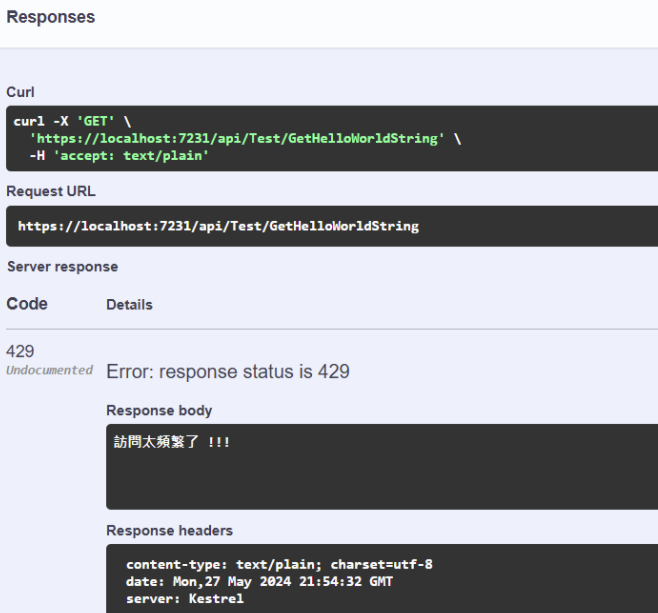 Responses
Curl
curl -X 'GET' \
'https://localhost:7231/api/Test/GetHelloWorldString' \
-H 'accept: text/plain'
Request URL
https://localhost:7231/api/Test/GetHelloWorldString
Server response
Code Details
429
Undocumented
Error: response status is 429
Response body
訪問太頻繁了 !!!
Response headers
content-type: text/plain; charset=utf-8
date: Mon,27 May 2024 21:54:32 GMT
server: Kestrel